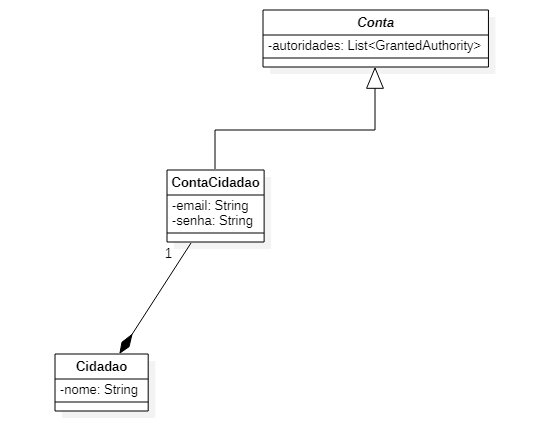 Conta
-autoridades: List<GrantedAuthority>
ContaCidadao
-email: String
-senha: String
1
Cidadao
-nome: String